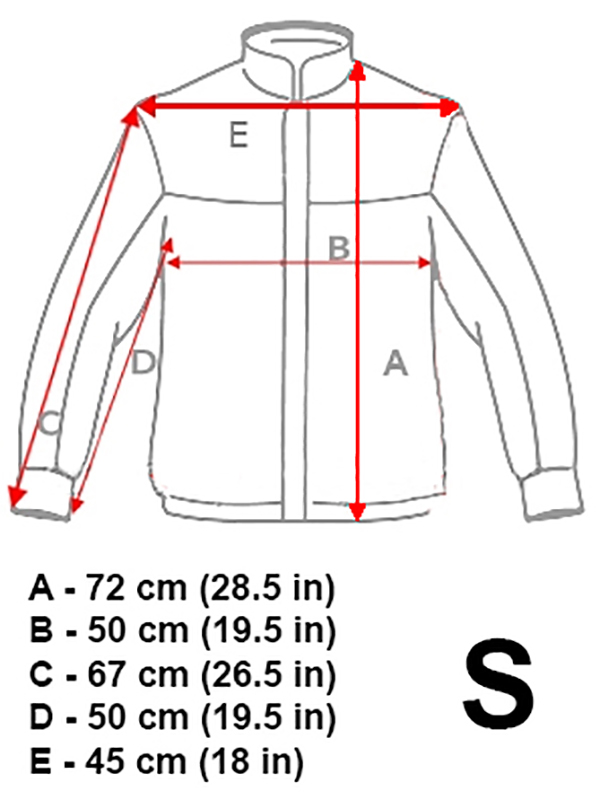 E
B
A
D
C
A - 72 cm (28.5 in)
B - 50 cm (19.5 in)
C - 67 cm (26.5 in)
D - 50 cm (19.5 in)
E - 45 cm (18 in)
S